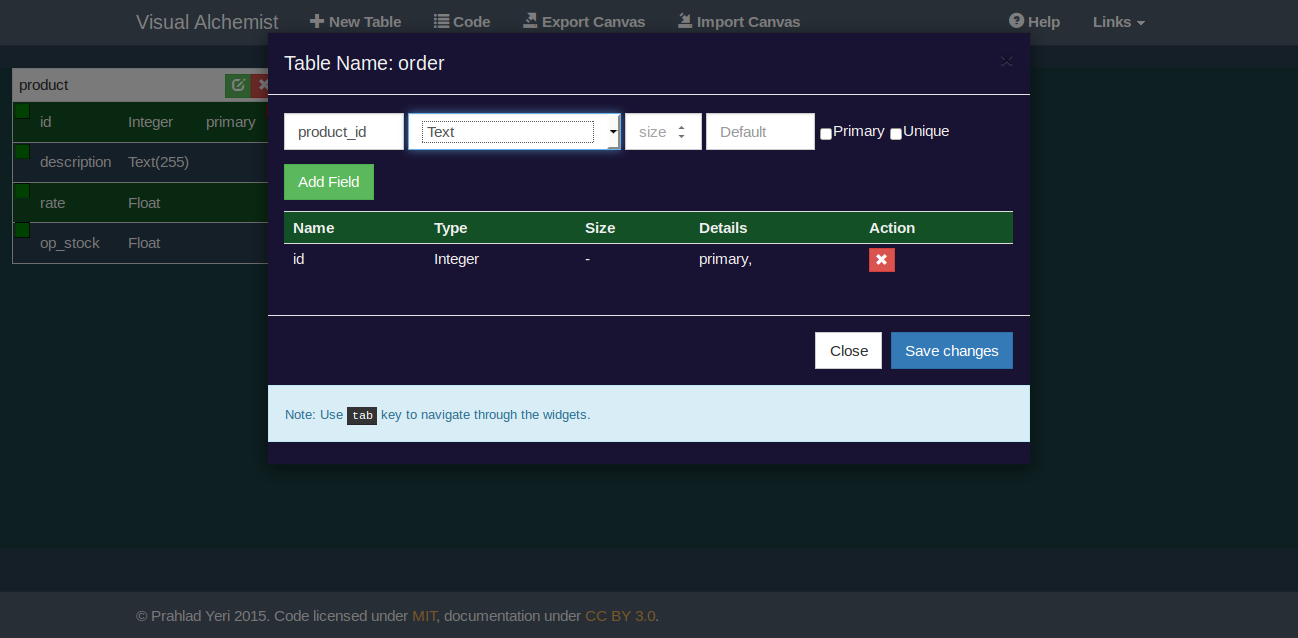 Visual Alchemist New Table Code Export Canvas Import Canvas Help Links
Table Name: order
×
product
id Integer primary
description Text(255)
rate Float
op_stock Float
product_id Text size Default Primary Unique
Add Field
Name Type Size Details Action
id Integer - primary,
Close Save changes
Note: Use tab key to navigate through the widgets.
© Prahlad Yeri 2015. Code licensed under MIT, documentation under CC BY 3.0.